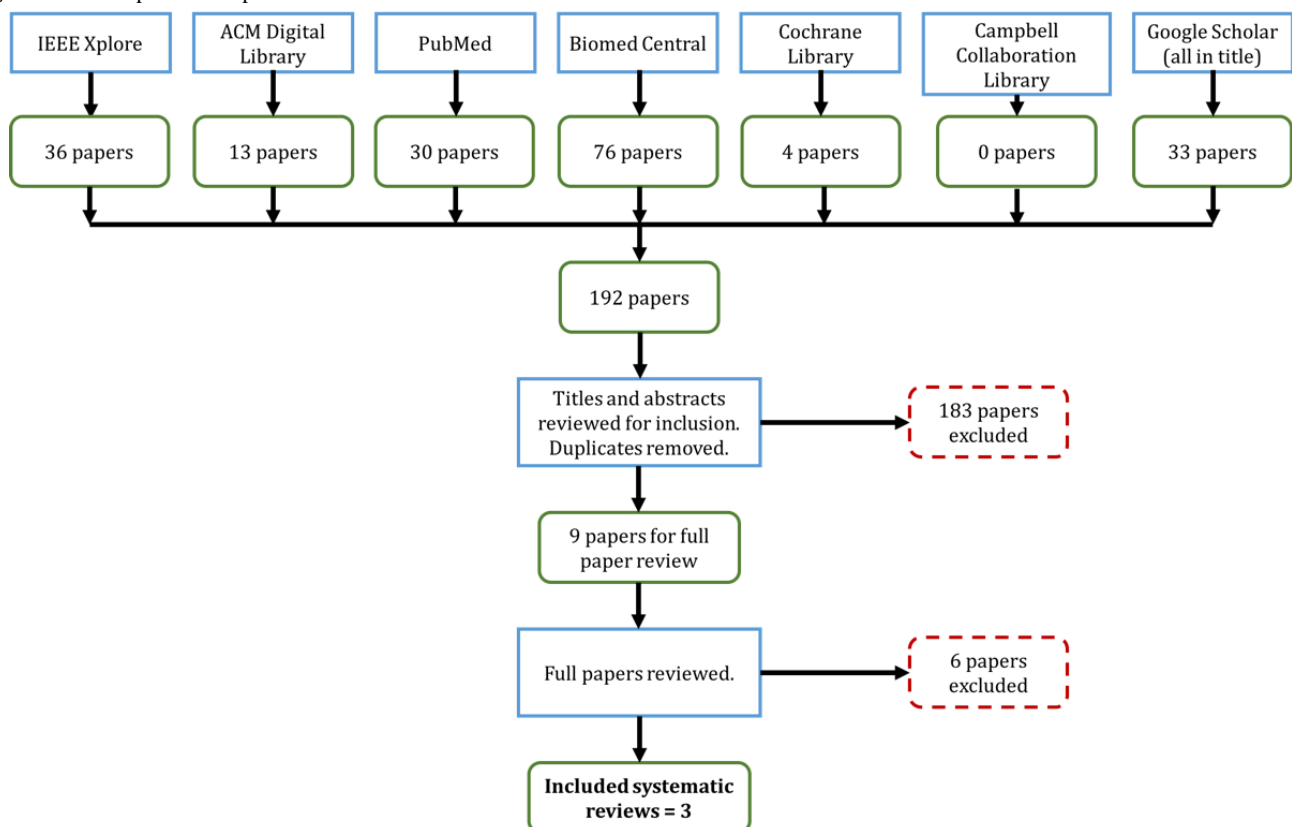 IEEE Xplore
ACM Digital
Library
PubMed
Biomed Central
Cochrane
Library
Campbell
Collaboration
Library
Google Scholar
(all in title)
36 papers
13 papers
30 papers
76 papers
4 papers
0 papers
33 papers
192 papers
Titles and abstracts
reviewed for inclusion.
Duplicates removed.
183 papers
excluded
9 papers for full
paper review
Full papers reviewed.
6 papers
excluded
Included systematic
reviews = 3